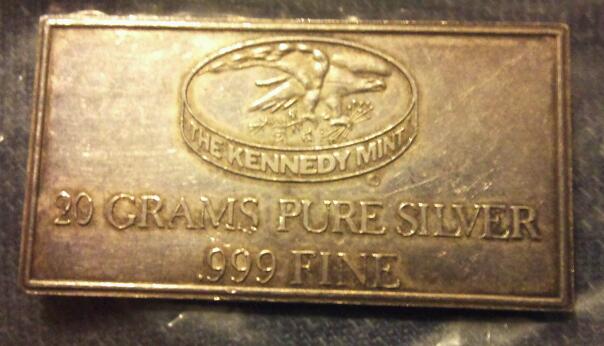 THE KENNEDY MINT
©
20 GRAMS PURE SILVER
.999 FINE